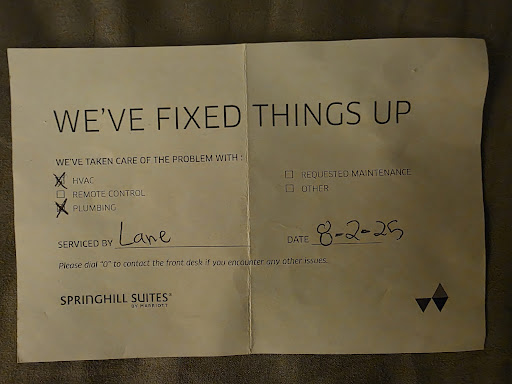 WE'VE FIXED THINGS UP
WE'VE TAKEN CARE OF THE PROBLEM WITH:
HVAC
REMOTE CONTROL
PLUMBING
REQUESTED MAINTENANCE
OTHER
SERVICED BY Lane
DATE 8-2-25
Please dial "0" to contact the front desk if you encounter any other issues.
SPRINGHILL SUITES®
BY MARRIOTT